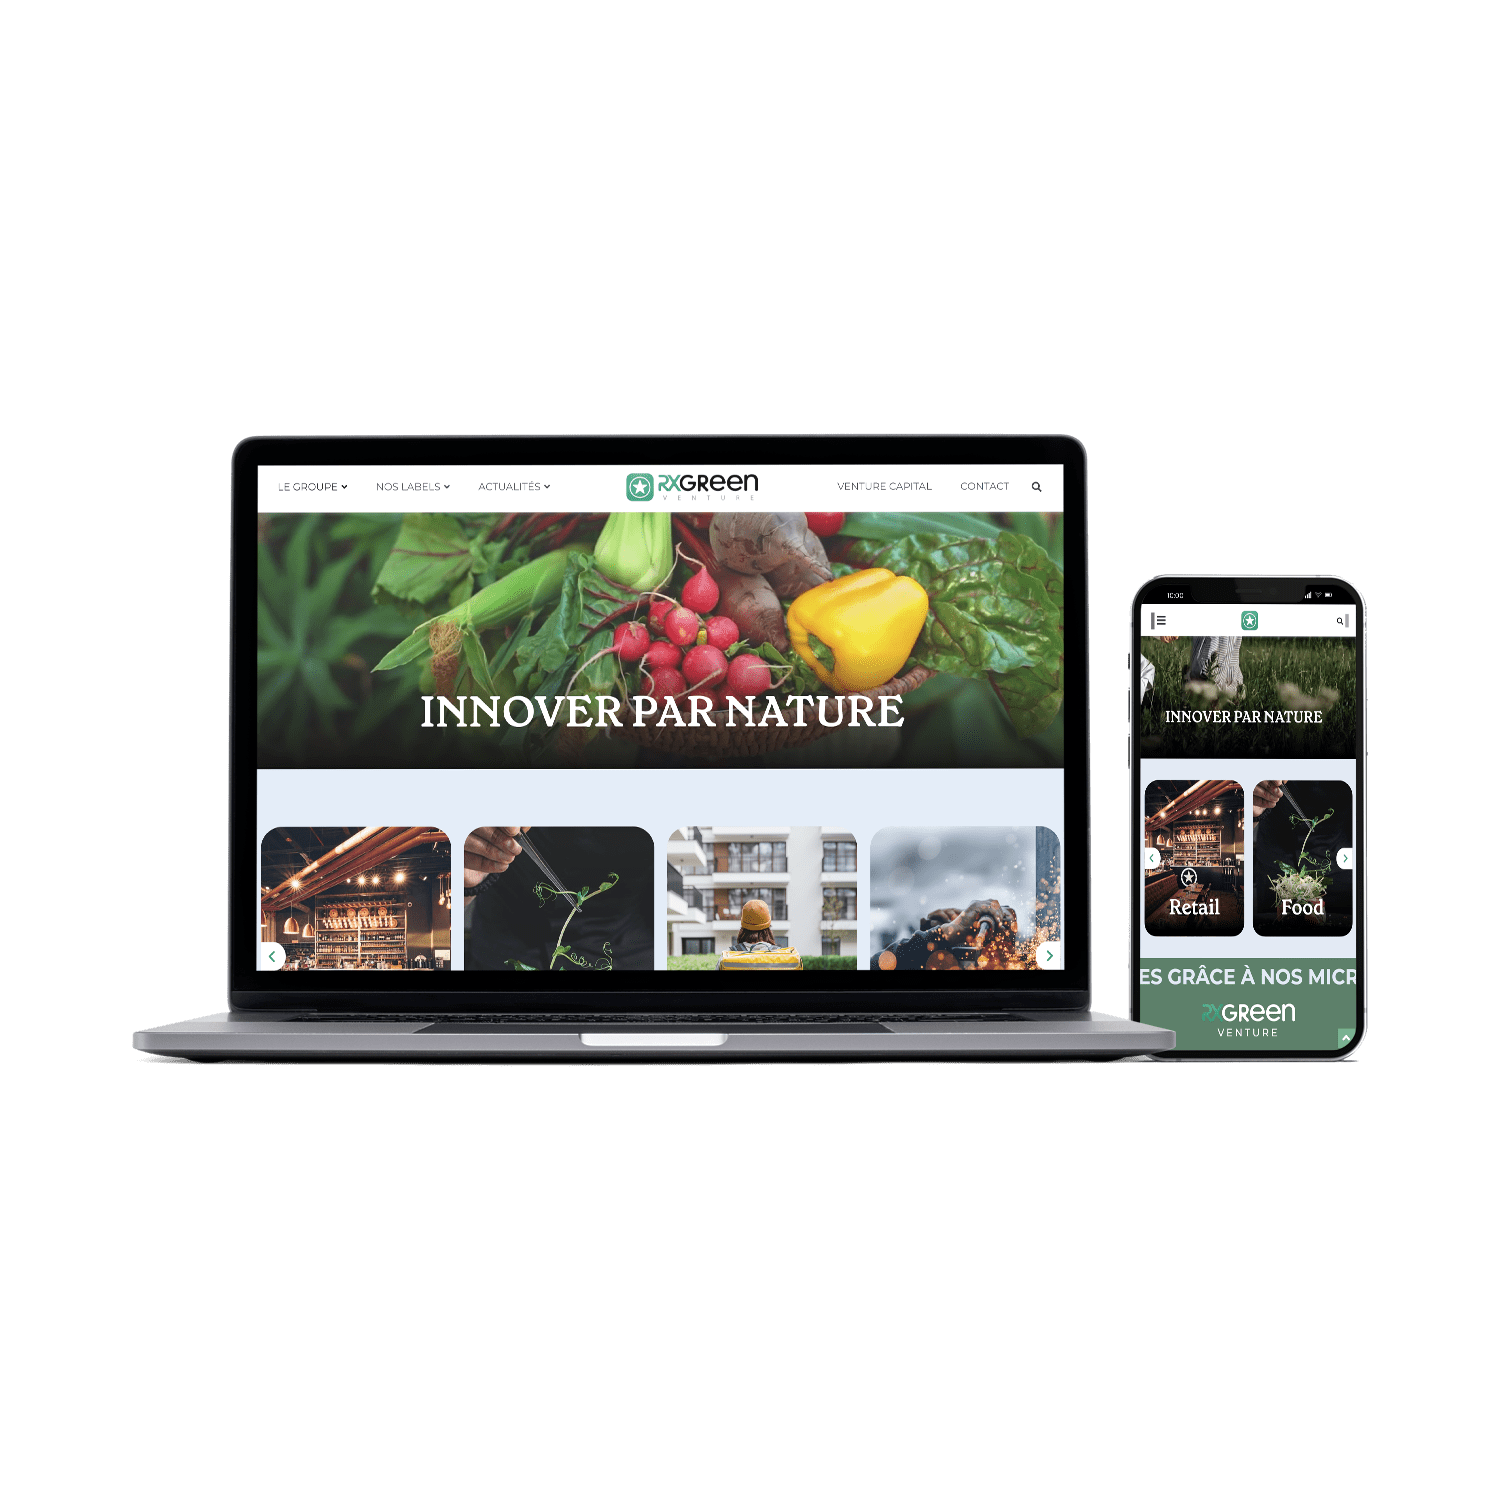 LE GROUPE
NOS LABELS
ACTUALITÉS
RXGREEN
VENTURE
VENTURE CAPITAL
CONTACT
INNOVER PAR NATURE
10:00
INNOVER PAR NATURE
Retail
Food
ES GRÂCE À NOS MICR
RXGREEN
VENTURE